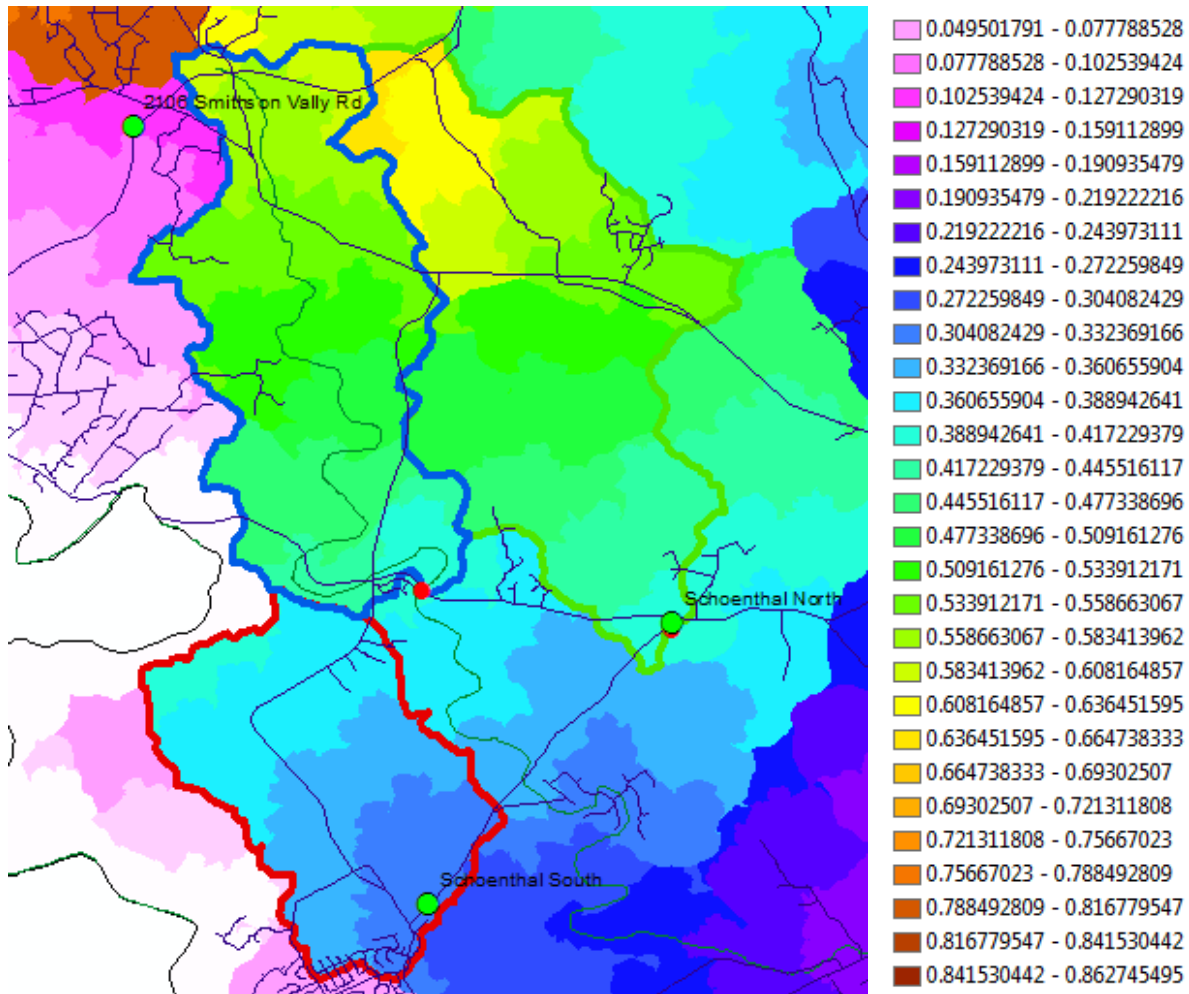 2106 Smithson Vally Rd
Schoenthal North
Schoenthal South
0.049501791 - 0.077788528
0.077788528 - 0.102539424
0.102539424 - 0.127290319
0.127290319 - 0.159112899
0.159112899 - 0.190935479
0.190935479 - 0.219222216
0.219222216 - 0.243973111
0.243973111 - 0.272259849
0.272259849 - 0.304082429
0.304082429 - 0.332369166
0.332369166 - 0.360655904
0.360655904 - 0.388942641
0.388942641 - 0.417229379
0.417229379 - 0.445516117
0.445516117 - 0.477338696
0.477338696 - 0.509161276
0.509161276 - 0.533912171
0.533912171 - 0.558663067
0.558663067 - 0.583413962
0.583413962 - 0.608164857
0.608164857 - 0.636451595
0.636451595 - 0.664738333
0.664738333 - 0.69302507
0.69302507 - 0.721311808
0.721311808 - 0.75667023
0.75667023 - 0.788492809
0.788492809 - 0.816779547
0.816779547 - 0.841530442
0.841530442 - 0.862745495